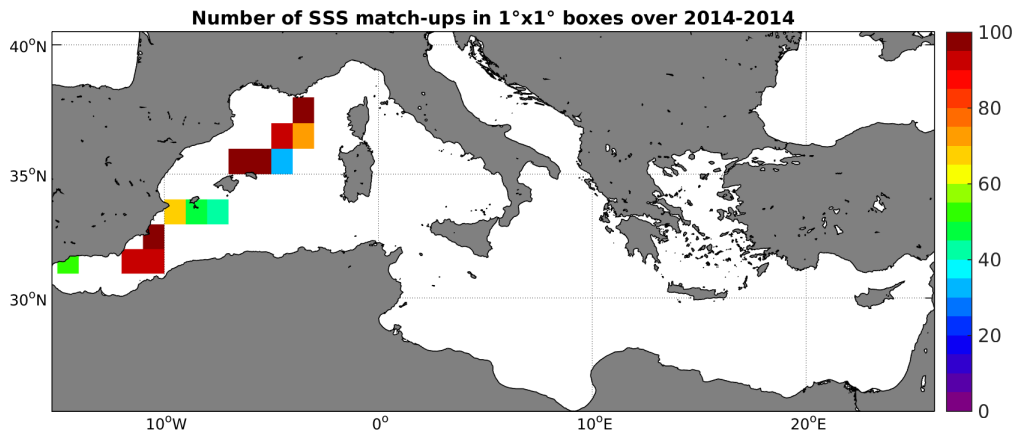 Number of SSS match-ups in 1°x1° boxes over 2014-2014
40°N
35°N
30°N
10°W
0°
10°E
20°E
100
80
60
40
20
0